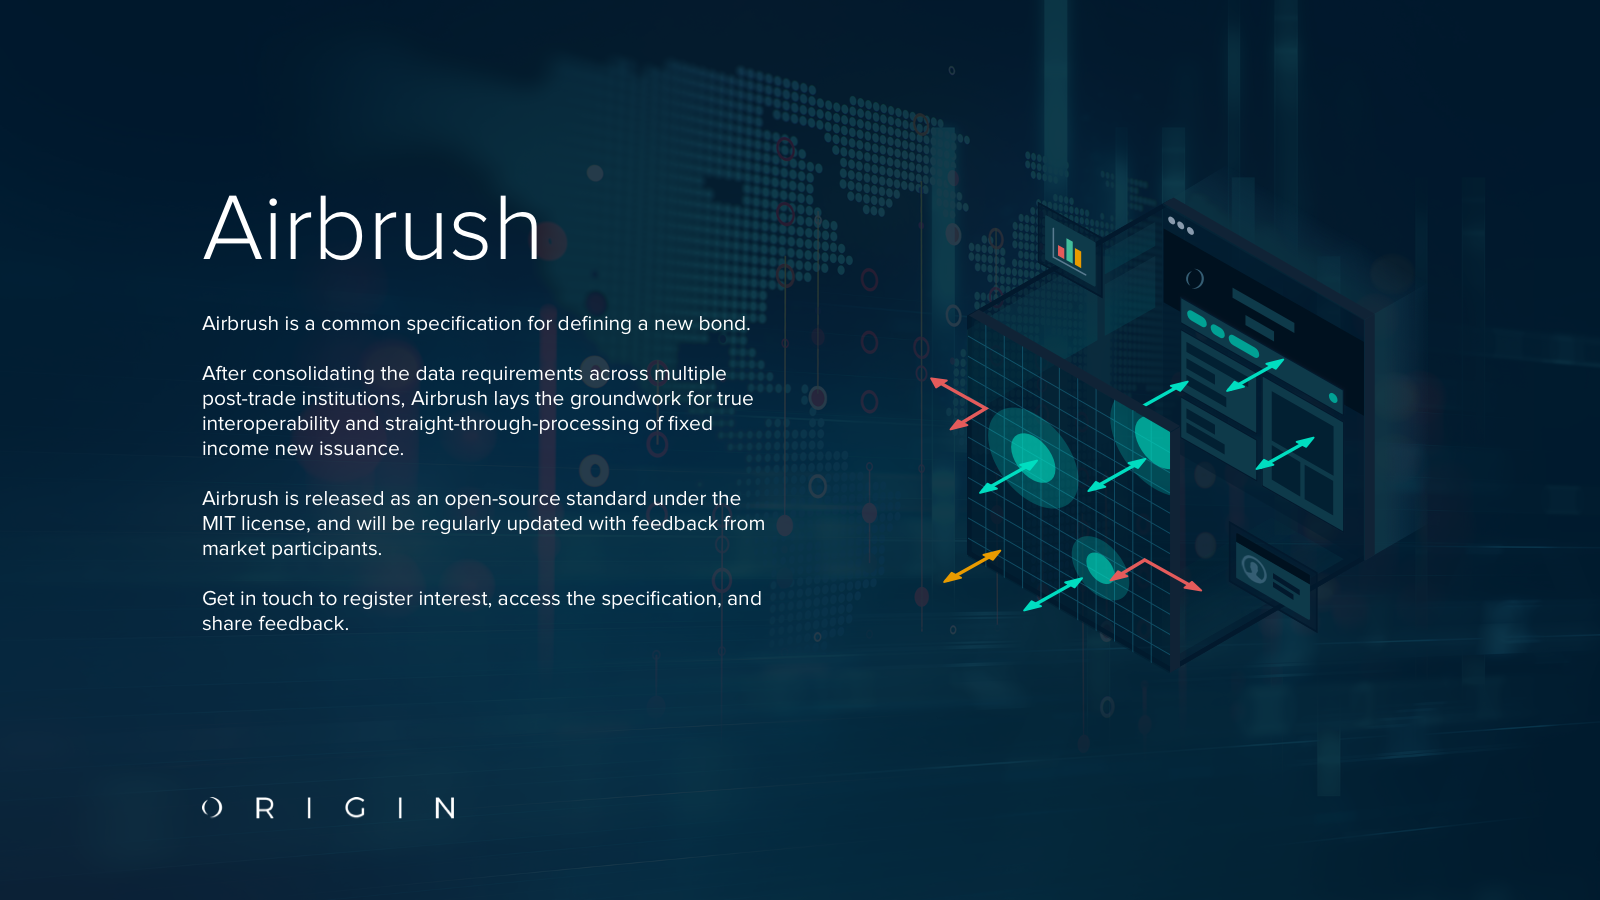 Airbrush
Airbrush is a common specification for defining a new bond.
After consolidating the data requirements across multiple
post-trade institutions, Airbrush lays the groundwork for true
interoperability and straight-through-processing of fixed
income new issuance.
Airbrush is released as an open-source standard under the
MIT license, and will be regularly updated with feedback from
market participants.
Get in touch to register interest, access the specification, and
share feedback.
ORIGIN